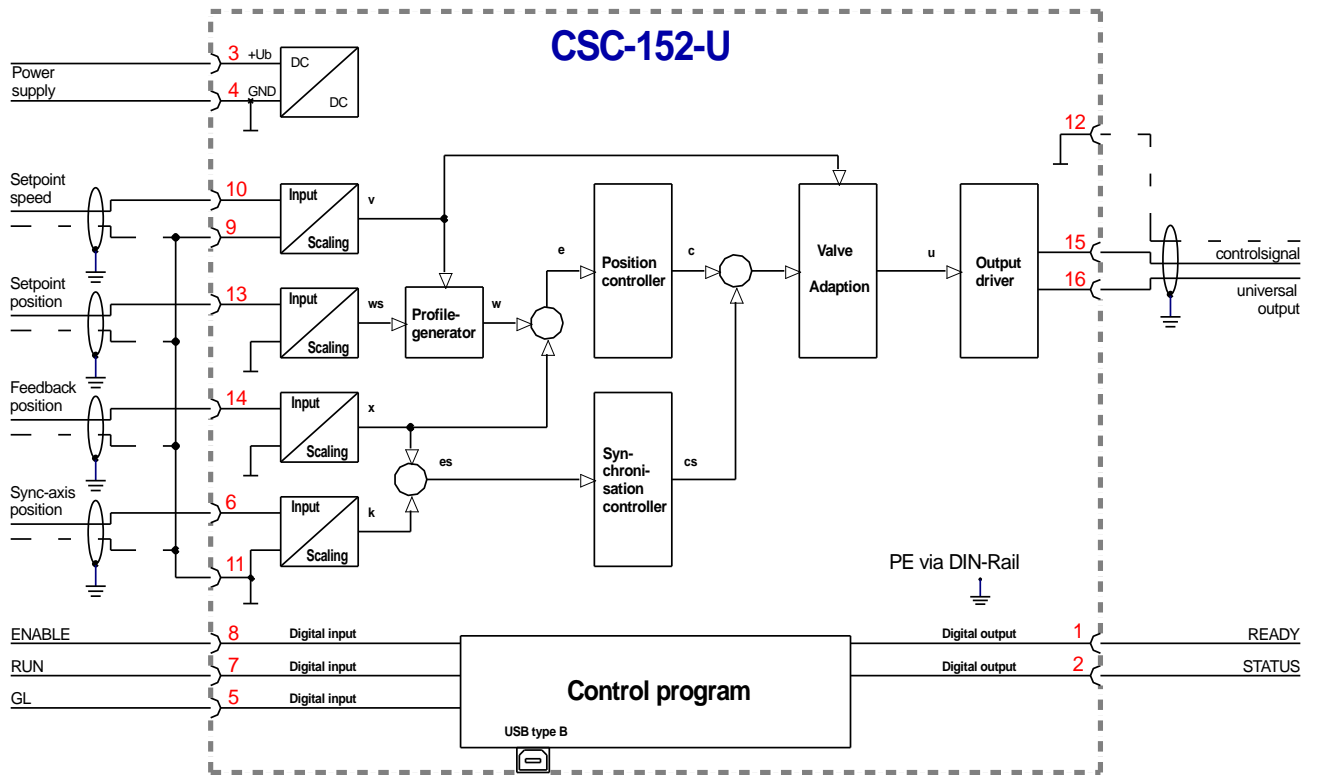 CSC-152-U
3 +Ub
DC
DC
Power
supply
4 GND
12
Setpoint
speed
10
Input
Scaling
v
9
Setpoint
position
13
Input
Scaling
ws
Profile-
generator
w
e
Position
controller
c
Valve
Adaption
u
Output
driver
15
16
controlsignal
universal
output
Feedback
position
14
Input
Scaling
x
es
Syn-
chroni-
sation
controller
cs
Sync-axis
position
6
Input
Scaling
k
11
PE via DIN-Rail
ENABLE
8
Digital input
RUN
7
Digital input
GL
5
Digital input
Control program
USB type B
Digital output
1
READY
Digital output
2
STATUS